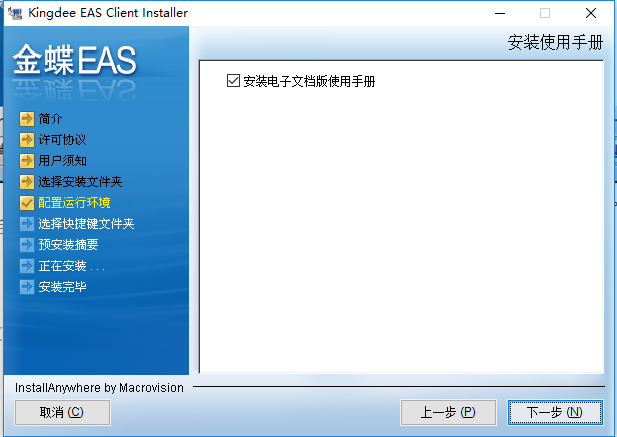 Kingdee EAS Client Installer
安装使用手册
金蝶EAS
安装电子文档版使用手册
简介
许可协议
用户须知
选择安装文件夹
配置运行环境
选择快捷键文件夹
预安装摘要
正在安装 . . .
安装完毕
InstallAnywhere by Macrovision
取消 (C)
上一步 (P)
下一步 (N)